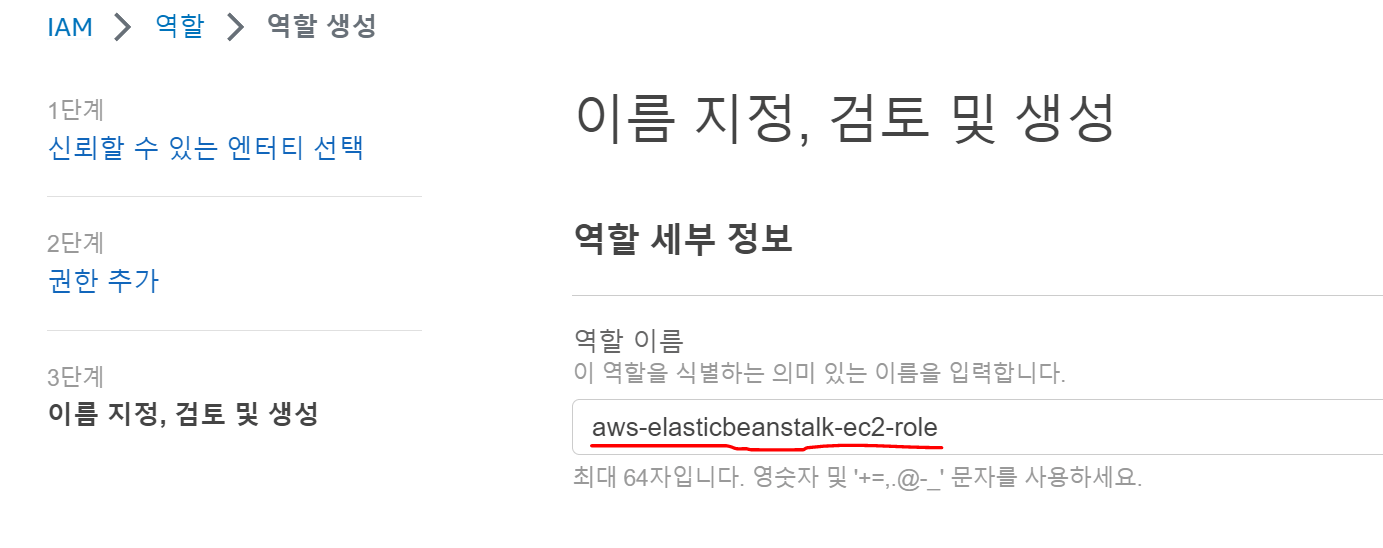 IAM > 역할 > 역할 생성
1단계
신뢰할 수 있는 엔터티 선택
2단계
권한 추가
3단계
이름 지정, 검토 및 생성
이름 지정, 검토 및 생성
역할 세부 정보
역할 이름
이 역할을 식별하는 의미 있는 이름을 입력합니다.
aws-elasticbeanstalk-ec2-role
최대 64자입니다. 영숫자 및 '+=,.@-_' 문자를 사용하세요.